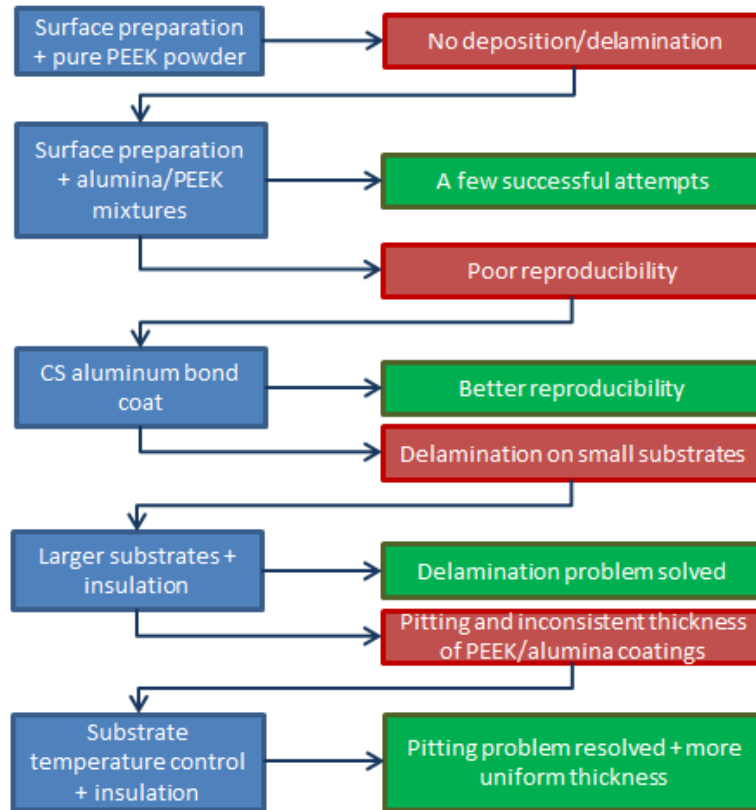 Surface preparation
+ pure PEEK powder
No deposition/delamination
Surface preparation
+ alumina/PEEK
mixtures
A few successful attempts
Poor reproducibility
CS aluminum bond
coat
Better reproducibility
Delamination on small substrates
Larger substrates +
insulation
Delamination problem solved
Pitting and inconsistent thickness
of PEEK/alumina coatings
Substrate
temperature control
+ insulation
Pitting problem resolved + more
uniform thickness